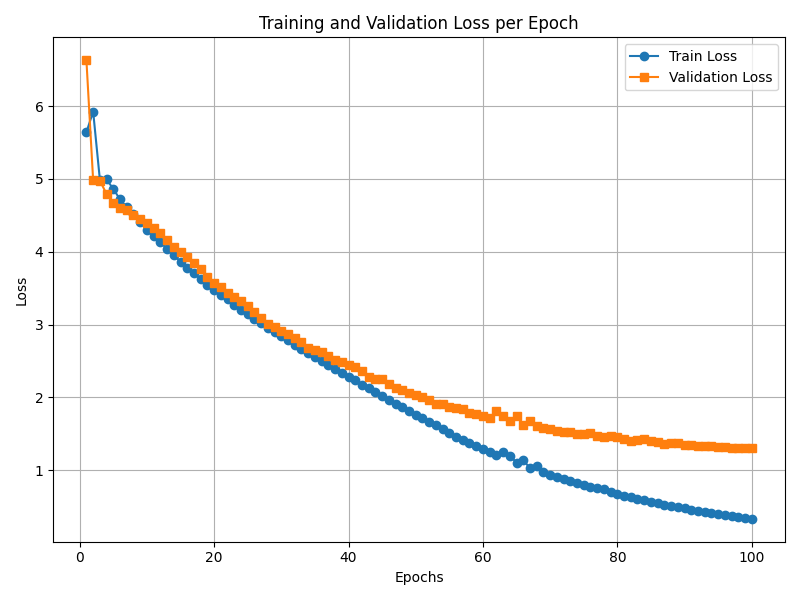 Training and Validation Loss per Epoch
Train Loss
Validation Loss
6
5
4
3
2
1
Loss
0 20 40 60 80 100
Epochs